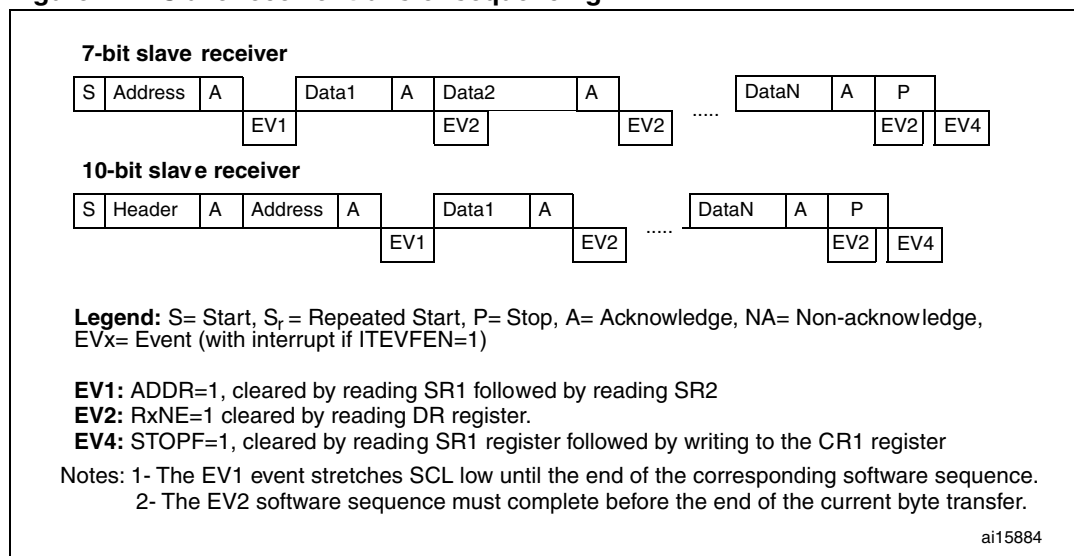 7-bit slave receiver
S Address A Data1 A Data2 A ..... DataN A P
EV1 EV2 EV2 EV2 EV4
10-bit slave receiver
S Header A Address A Data1 A ..... DataN A P
EV1 EV2 EV2 EV4
Legend: S= Start, Sr = Repeated Start, P= Stop, A= Acknowledge, NA= Non-acknowledge,
EVx= Event (with interrupt if ITEVFEN=1)
EV1: ADDR=1, cleared by reading SR1 followed by reading SR2
EV2: RxNE=1 cleared by reading DR register.
EV4: STOPF=1, cleared by reading SR1 register followed by writing to the CR1 register
Notes: 1- The EV1 event stretches SCL low until the end of the corresponding software sequence.
2- The EV2 software sequence must complete before the end of the current byte transfer.
ai15884